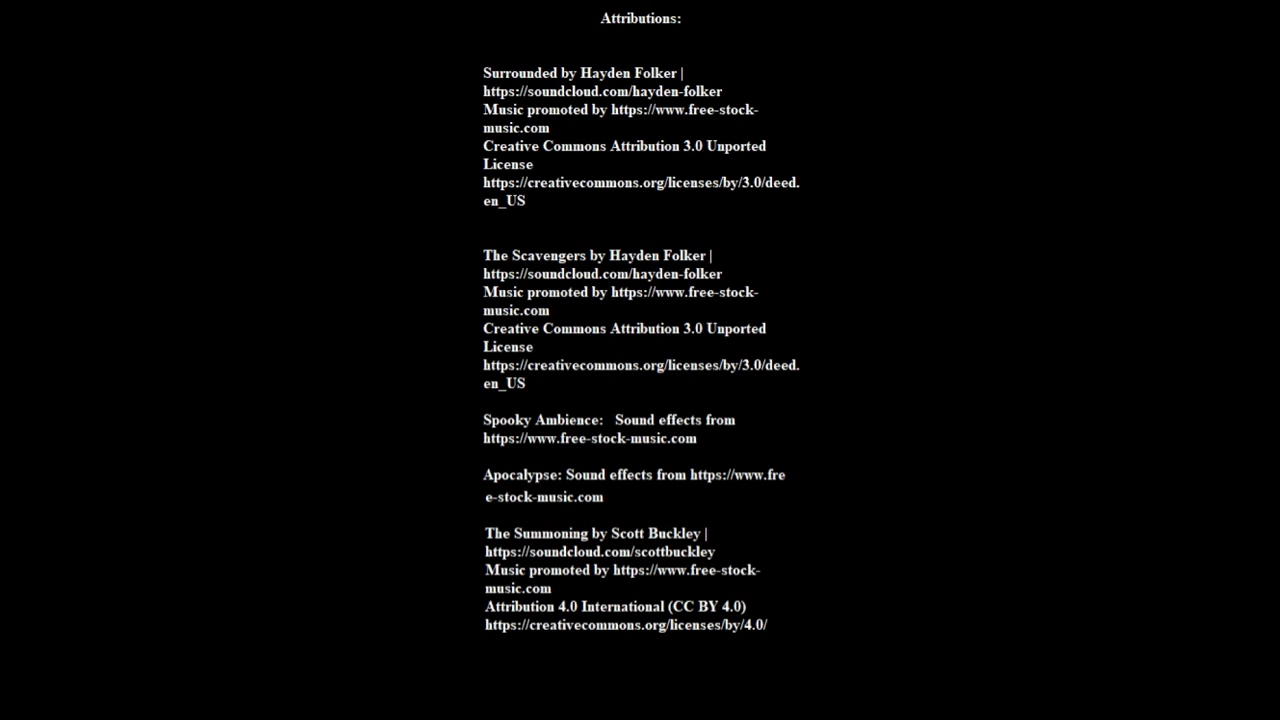 Attributions:
Surrounded by Hayden Folker |
https://soundcloud.com/hayden-folker
Music promoted by https://www.free-stock-
music.com
Creative Commons Attribution 3.0 Unported
License
https://creativecommons.org/licenses/by/3.0/deed.
en_US
The Scavengers by Hayden Folker |
https://soundcloud.com/hayden-folker
Music promoted by https://www.free-stock-
music.com
Creative Commons Attribution 3.0 Unported
License
https://creativecommons.org/licenses/by/3.0/deed.
en_US
Spooky Ambience:   Sound effects from
https://www.free-stock-music.com
Apocalypse: Sound effects from https://www.fre
e-stock-music.com
The Summoning by Scott Buckley |
https://soundcloud.com/scottbuckley
Music promoted by https://www.free-stock-
music.com
Attribution 4.0 International (CC BY 4.0)
https://creativecommons.org/licenses/by/4.0/